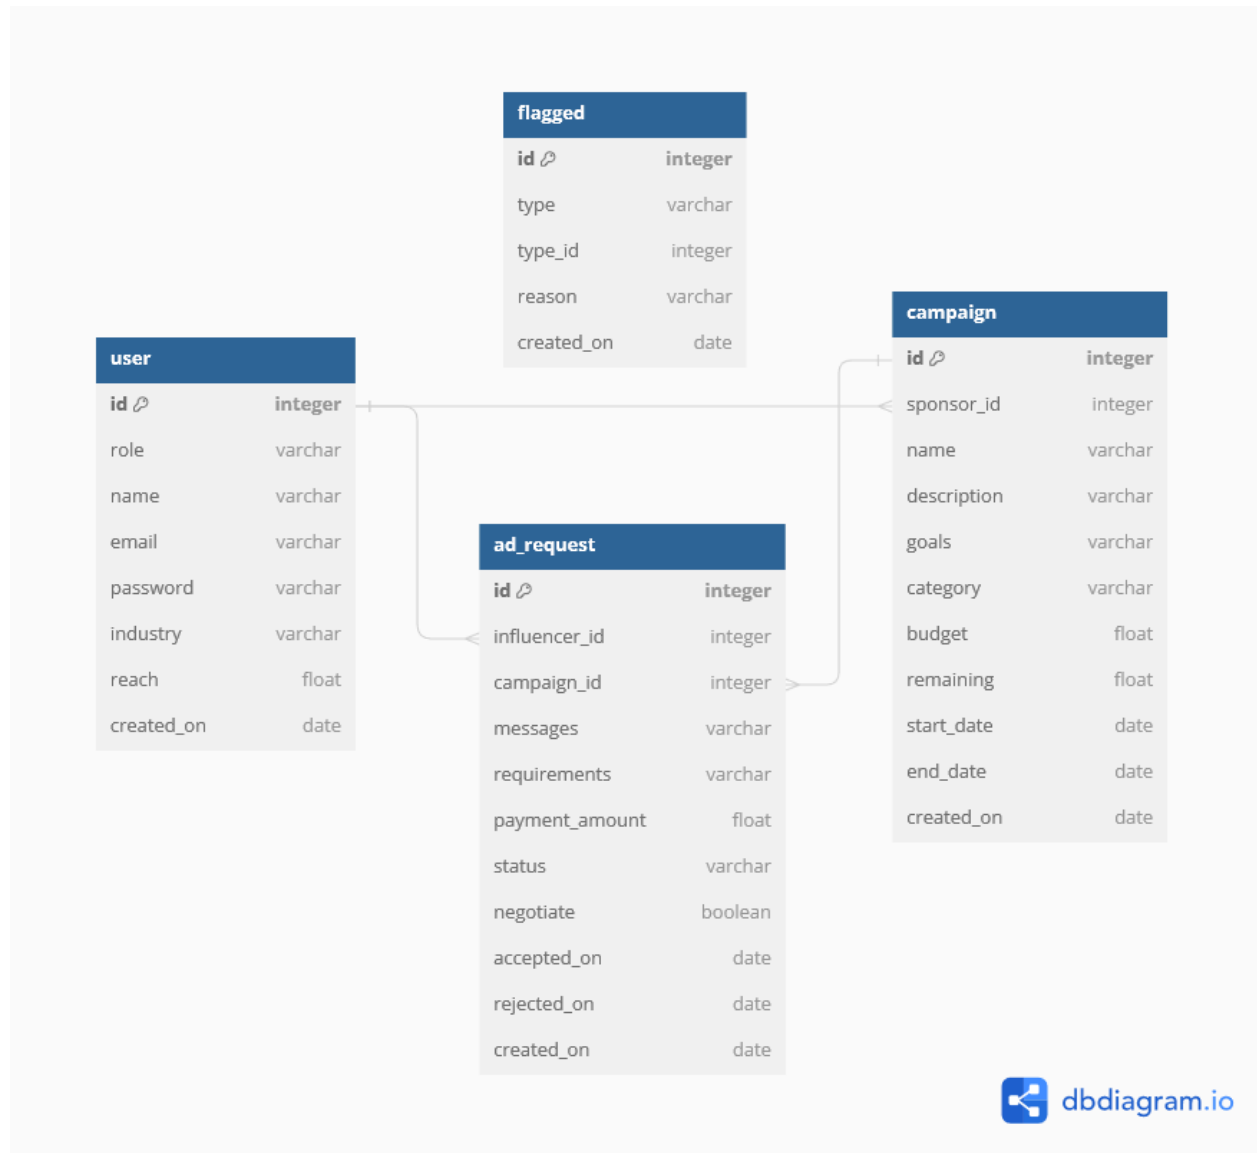 flagged
id integer
type varchar
type_id integer
reason varchar
created_on date
user
id integer
role varchar
name varchar
email varchar
password varchar
industry varchar
reach float
created_on date
ad_request
id integer
influencer_id integer
campaign_id integer
messages varchar
requirements varchar
payment_amount float
status varchar
negotiate boolean
accepted_on date
rejected_on date
created_on date
campaign
id integer
sponsor_id integer
name varchar
description varchar
goals varchar
category varchar
budget float
remaining float
start_date date
end_date date
created_on date
dbdiagram.io